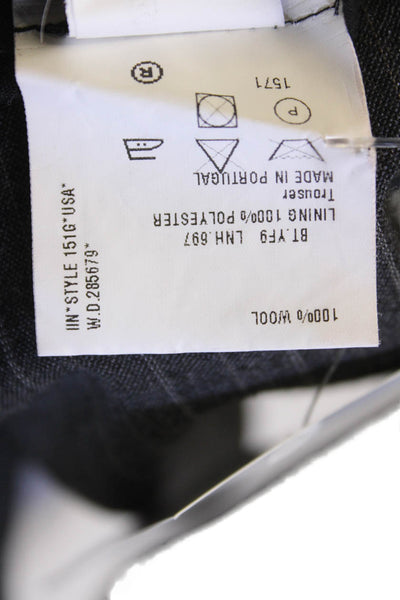 100% WOOL
BT.YF9 LNH.697
LINING 100% POLYESTER
Trouser
MADE IN PORTUGAL
P
1571
®
IIN*STYLE 151G*USA*
W.D.285679*